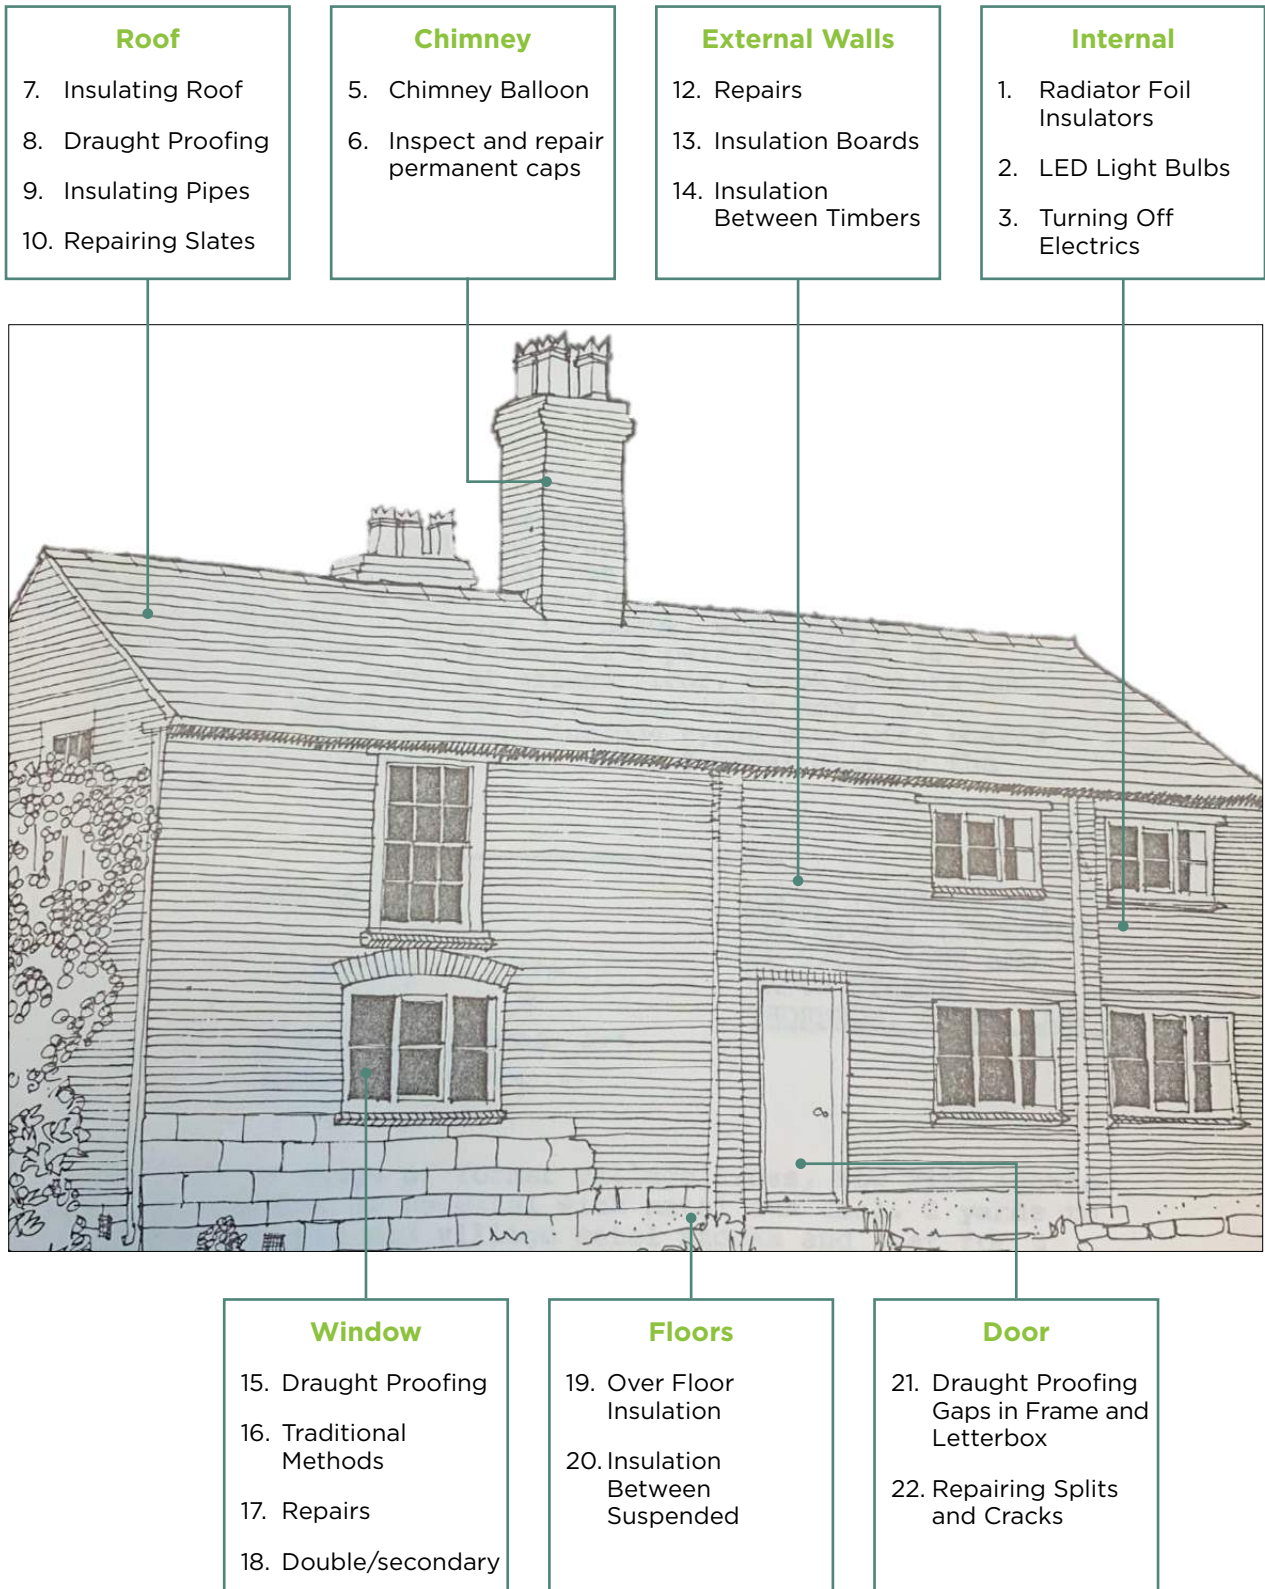 Roof
7. Insulating Roof
8. Draught Proofing
9. Insulating Pipes
10. Repairing Slates
Chimney
5. Chimney Balloon
6. Inspect and repair
permanent caps
External Walls
12. Repairs
13. Insulation Boards
14. Insulation
Between Timbers
Internal
1. Radiator Foil
Insulators
2. LED Light Bulbs
3. Turning Off
Electrics
Window
15. Draught Proofing
16. Traditional
Methods
17. Repairs
18. Double/secondary
Floors
19. Over Floor
Insulation
20. Insulation
Between
Suspended
Door
21. Draught Proofing
Gaps in Frame and
Letterbox
22. Repairing Splits
and Cracks